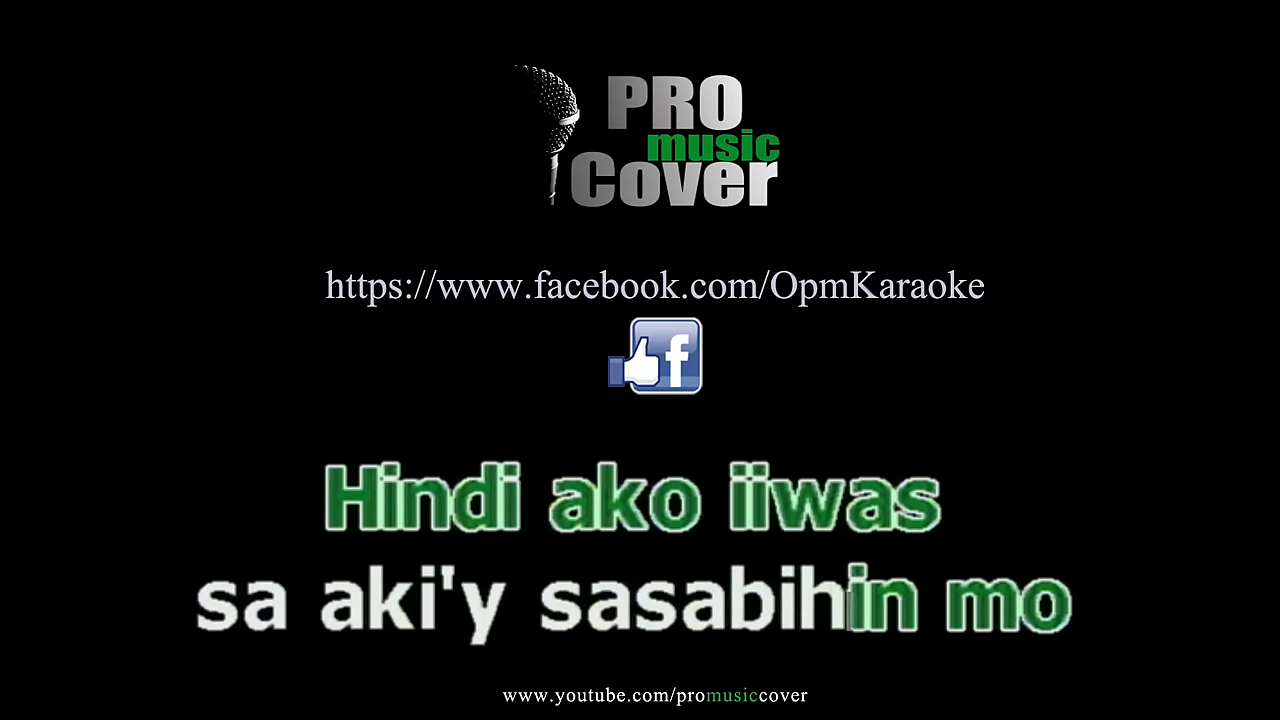 PRO
music
Cover
https://www.facebook.com/OpmKaraoke
f
Hindi ako iiwas
sa aki'y sasabihin mo
www.youtube.com/promusiccover